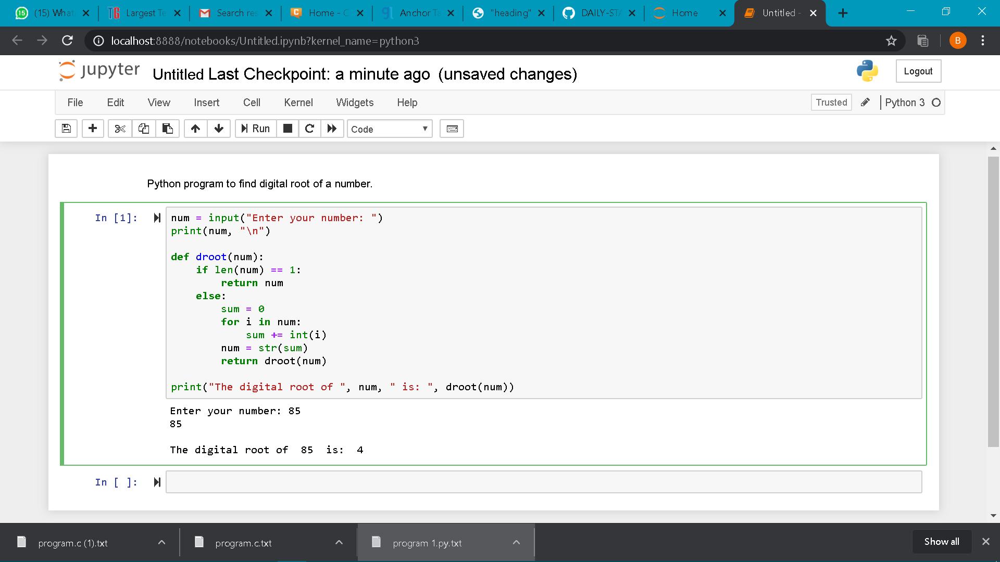 (15) What
Largest Te
Search res
Home - C
Anchor Ta
"heading"
DAILY-STA
Home
Untitled -
localhost:8888/notebooks/Untitled.ipynb?kernel_name=python3
B
jupyter Untitled Last Checkpoint: a minute ago (unsaved changes)
Logout
File Edit View Insert Cell Kernel Widgets Help
Trusted
Python 3
Run
Code
Python program to find digital root of a number.
In [1]:
num = input("Enter your number: ")
print(num, "\n")
def droot(num):
    if len(num) == 1:
        return num
    else:
        sum = 0
        for i in num:
            sum += int(i)
        num = str(sum)
        return droot(num)
print("The digital root of ", num, " is: ", droot(num))
Enter your number: 85
85
The digital root of  85  is:  4
In [ ]:
program.c (1).txt
program.c.txt
program 1.py.txt
Show all